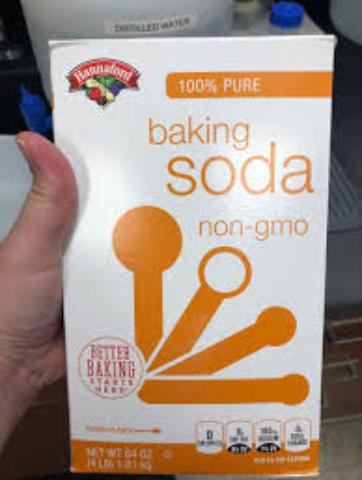 DISTILLED WATER
Hannaford
100% PURE
baking
soda
non-gmo
BETTER
BAKING
STARTS
HERE
NET WT 64 OZ
(4 LB) 1.81 kg